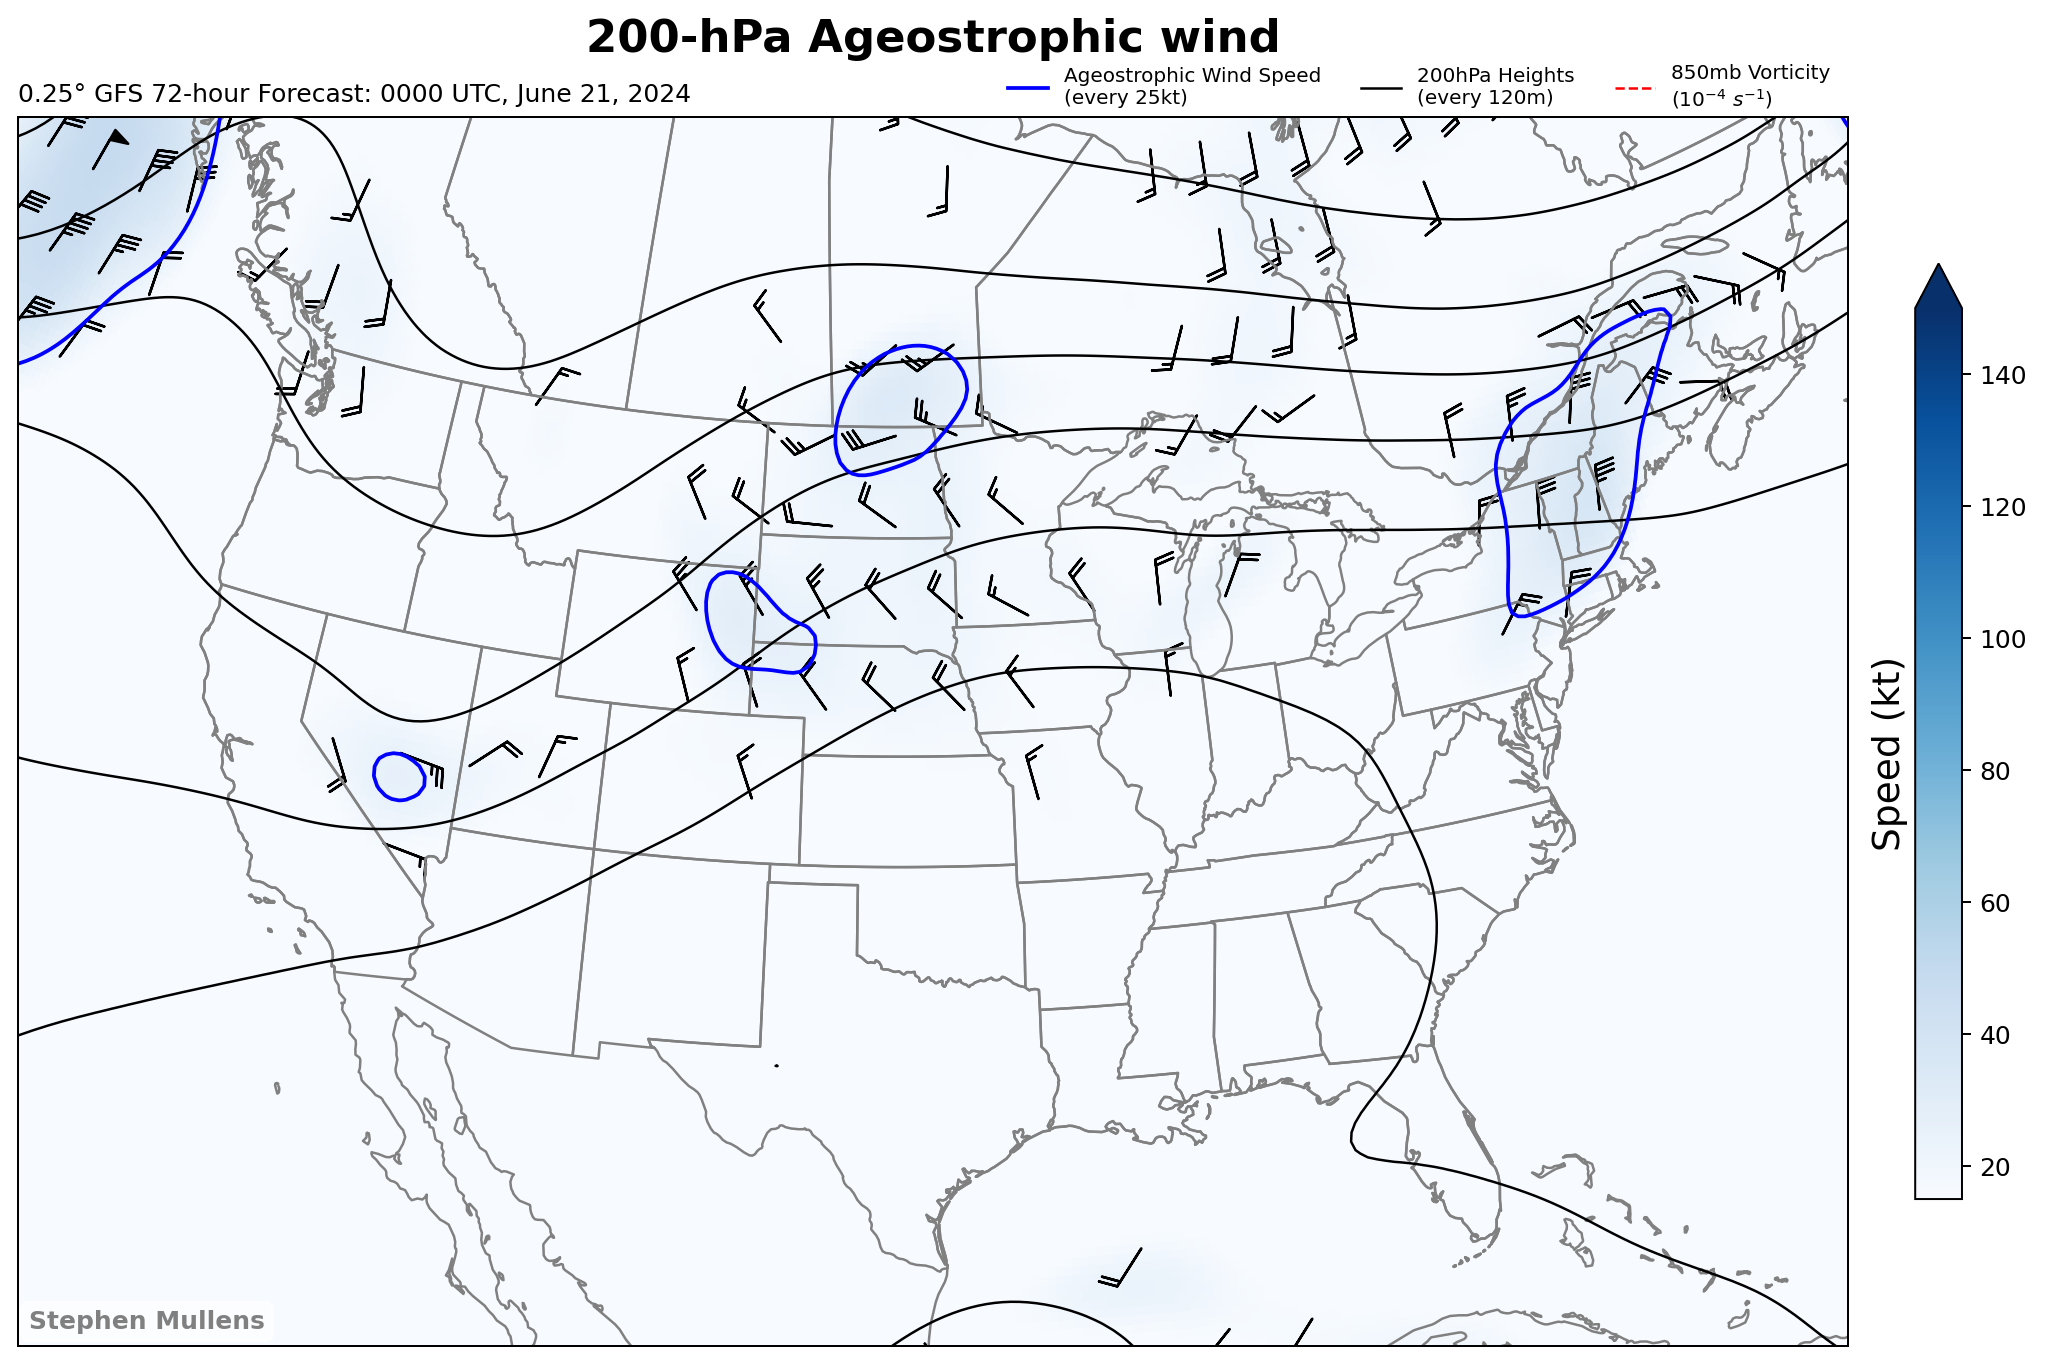 200-hPa Ageostrophic wind
0.25° GFS 72-hour Forecast: 0000 UTC, June 21, 2024
Ageostrophic Wind Speed
(every 25kt)
200hPa Heights
(every 120m)
850mb Vorticity
(10⁻⁴ s⁻¹)
140
120
100
80
60
40
20
Speed (kt)
Stephen Mullens